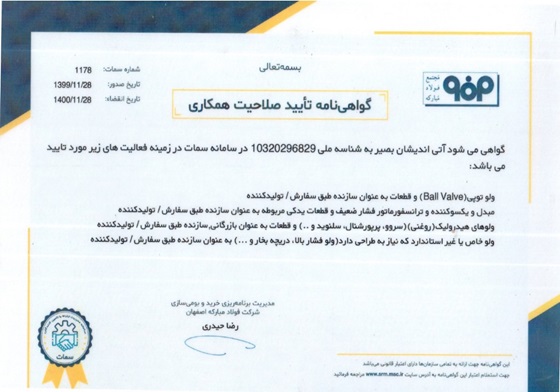 بسمه‌تعالی
شماره سمات: 1178
تاریخ صدور: 1399/11/28
تاریخ انقضاء: 1400/11/28
مجتمع
فولاد
مبارکه
گواهی‌نامه تأیید صلاحیت همکاری
گواهی می شود آتی اندیشان بصیر به شناسه ملی 10320296829 در سامانه سمات در زمینه فعالیت های زیر مورد تایید
می باشد:
ولو توپی(Ball Valve) و قطعات به عنوان سازنده طبق سفارش/ تولیدکننده
مبدل و یکسوکننده و ترانسفورماتور فشار ضعیف و قطعات یدکی مربوطه به عنوان سازنده طبق سفارش/ تولیدکننده
ولوهای هیدرولیک(روغنی)(سروو، پرپورشنال، سلنوید و ..) و قطعات به عنوان بازرگانی, سازنده طبق سفارش/ تولیدکننده
ولو خاص یا غیر استاندارد که نیاز به طراحی دارد(ولو فشار بالا، دریچه بخار و ...) به عنوان سازنده طبق سفارش/ تولیدکننده
مدیریت برنامه‌ریزی خرید و بومی‌سازی
شرکت فولاد مبارکه اصفهان
رضا حیدری
سمات
این گواهی‌نامه جهت ارائه به تمامی سازمان‌ها دارای اعتبار قانونی می‌باشد
جهت استعلام اعتبار این گواهی‌نامه به آدرس سایت www.srm.msc.ir مراجعه فرمائید